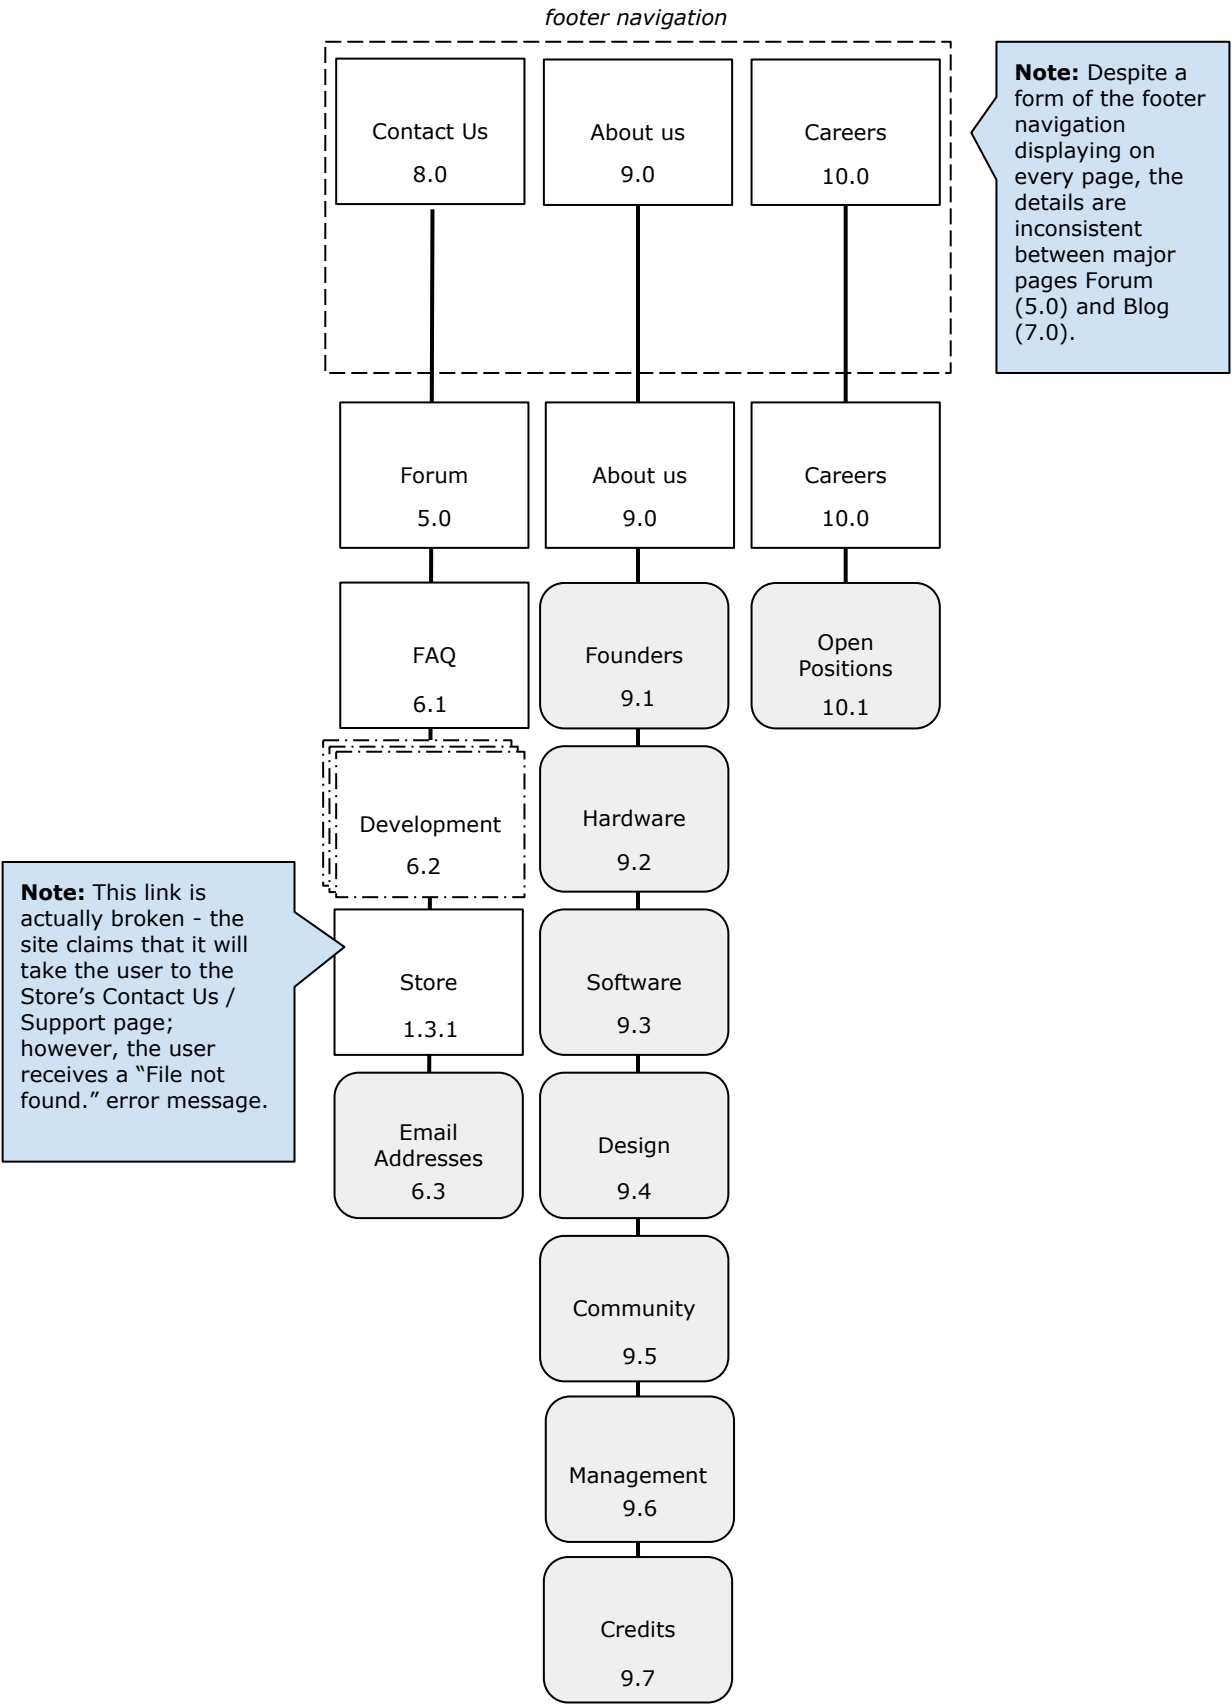 footer navigation
Contact Us
8.0
About us
9.0
Careers
10.0
Note: Despite a
form of the footer
navigation
displaying on
every page, the
details are
inconsistent
between major
pages Forum
(5.0) and Blog
(7.0).
Forum
5.0
About us
9.0
Careers
10.0
FAQ
6.1
Founders
9.1
Open
Positions
10.1
Development
6.2
Hardware
9.2
Note: This link is
actually broken - the
site claims that it will
take the user to the
Store’s Contact Us /
Support page;
however, the user
receives a “File not
found.” error message.
Store
1.3.1
Software
9.3
Email
Addresses
6.3
Design
9.4
Community
9.5
Management
9.6
Credits
9.7